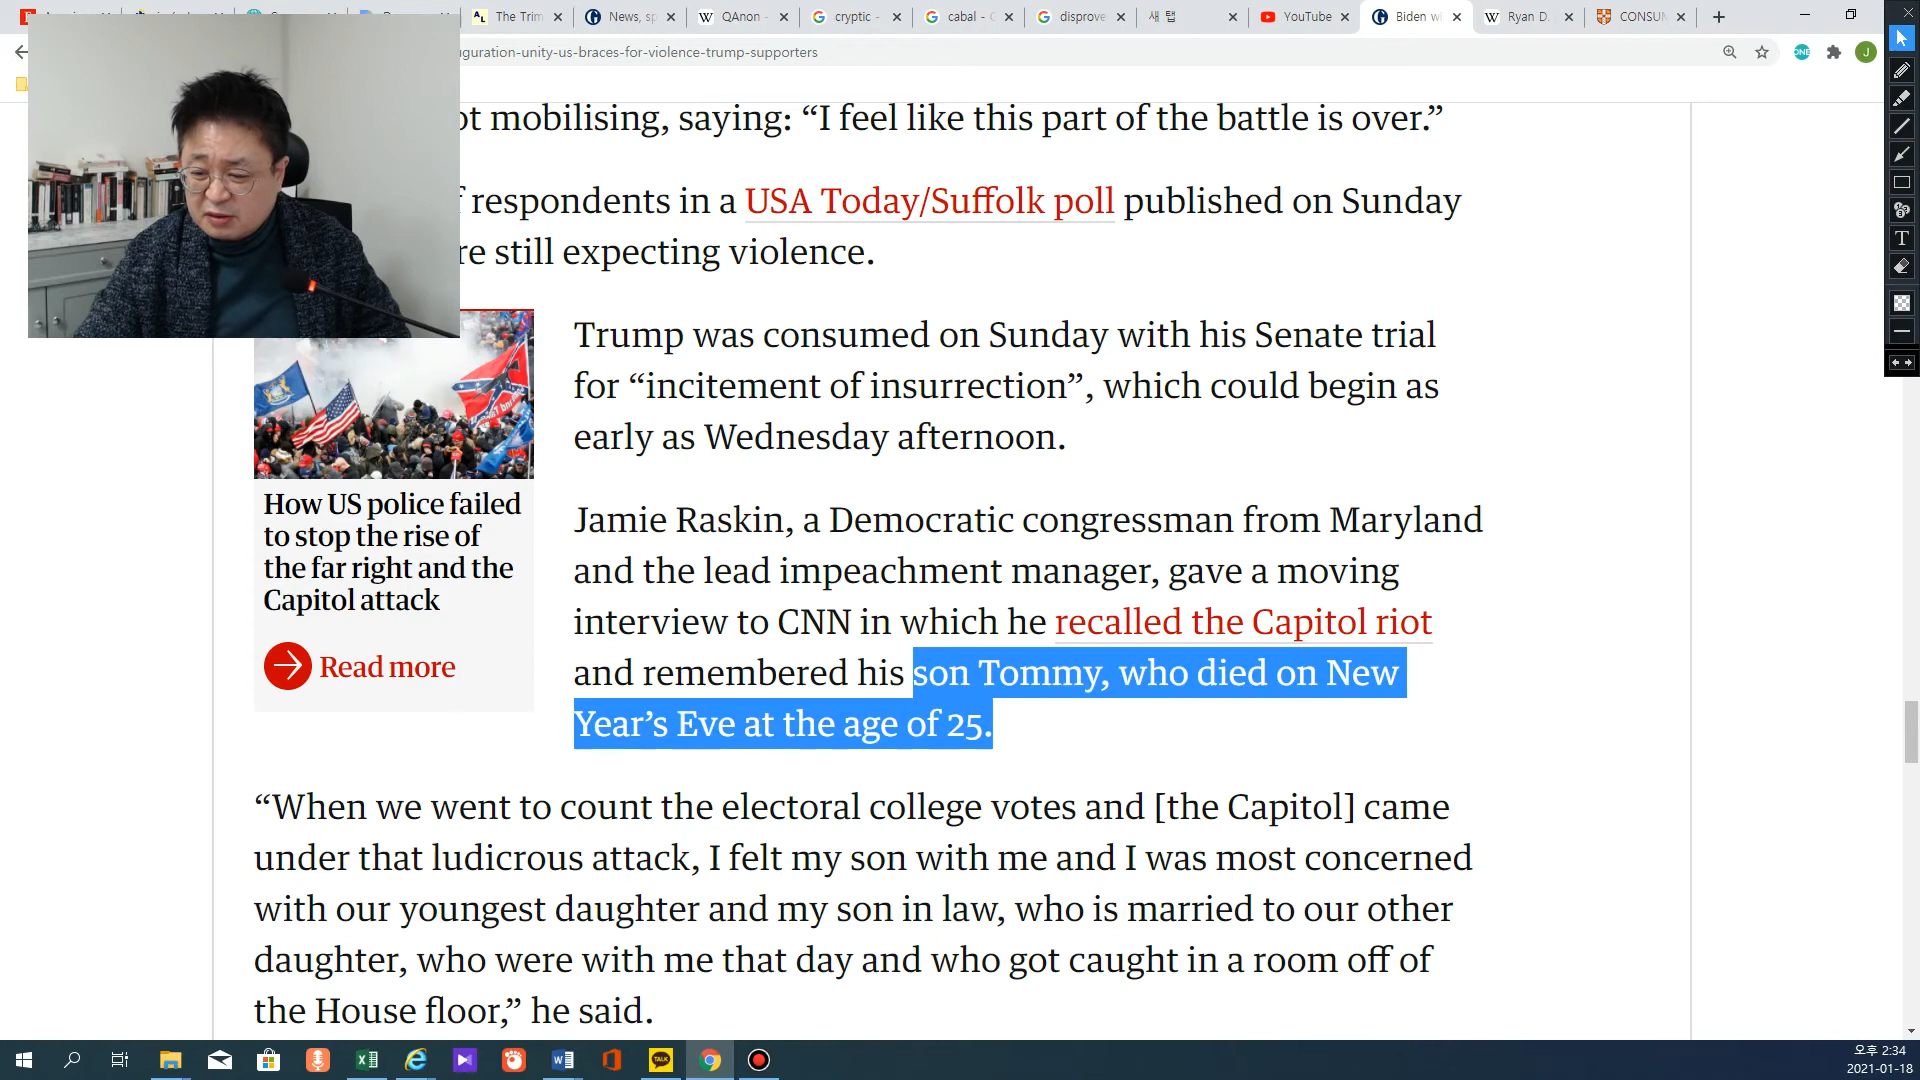 The Trim
News, sp
QAnon -
cryptic -
cabal - G
disprove
새 탭
YouTube
Biden w
Ryan D.
CONSUN
guration-unity-us-braces-for-violence-trump-supporters
J
ot mobilising, saying: “I feel like this part of the battle is over.”
f respondents in a USA Today/Suffolk poll published on Sunday
re still expecting violence.
Trump was consumed on Sunday with his Senate trial
for “incitement of insurrection”, which could begin as
early as Wednesday afternoon.
How US police failed
to stop the rise of
the far right and the
Capitol attack
Read more
Jamie Raskin, a Democratic congressman from Maryland
and the lead impeachment manager, gave a moving
interview to CNN in which he recalled the Capitol riot
and remembered his son Tommy, who died on New
Year’s Eve at the age of 25.
“When we went to count the electoral college votes and [the Capitol] came
under that ludicrous attack, I felt my son with me and I was most concerned
with our youngest daughter and my son in law, who is married to our other
daughter, who were with me that day and who got caught in a room off of
the House floor,” he said.
TALK
오후 2:34
2021-01-18